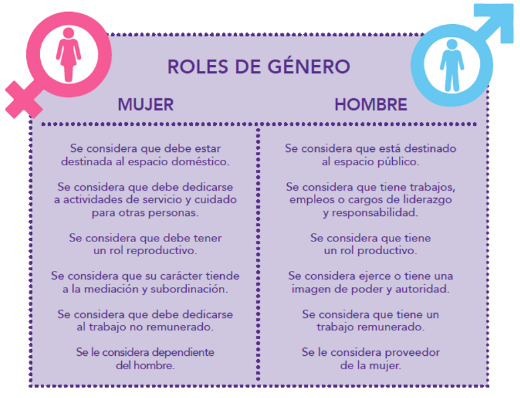 ROLES DE GÉNERO
MUJER
Se considera que debe estar
destinada al espacio doméstico.
Se considera que debe dedicarse
a actividades de servicio y cuidado
para otras personas.
Se considera que debe tener
un rol reproductivo.
Se considera que su carácter tiende
a la mediación y subordinación.
Se considera que debe dedicarse
al trabajo no remunerado.
Se le considera dependiente
del hombre.
HOMBRE
Se considera que está destinado
al espacio público.
Se considera que tiene trabajos,
empleos o cargos de liderazgo
y responsabilidad.
Se considera que tiene
un rol productivo.
Se considera ejerce o tiene una
imagen de poder y autoridad.
Se considera que tiene un
trabajo remunerado.
Se le considera proveedor
de la mujer.